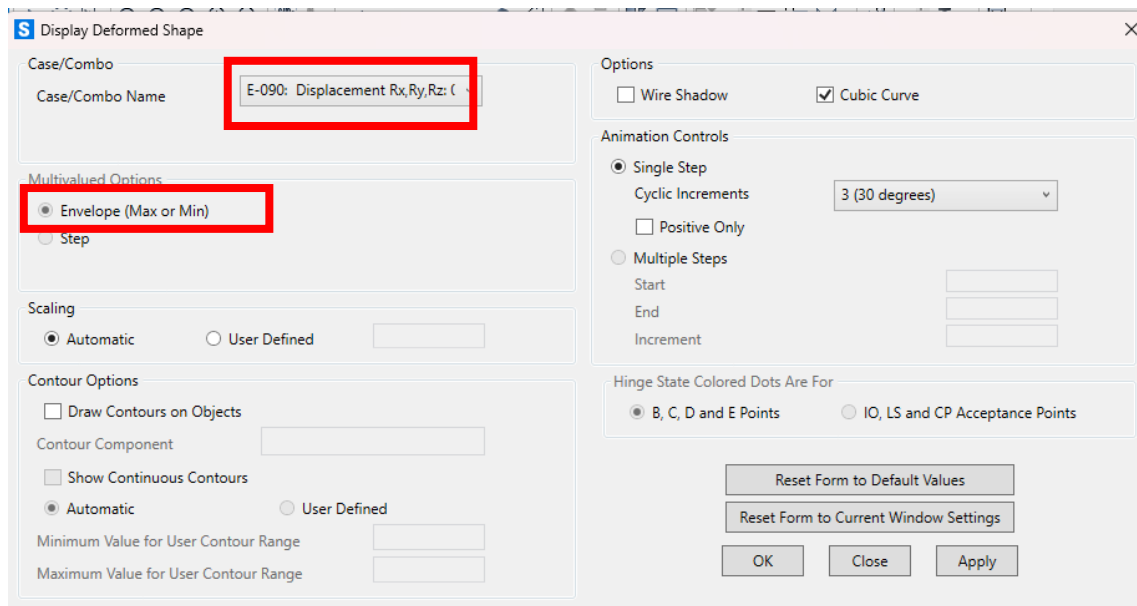 S Display Deformed Shape
Case/Combo
Case/Combo Name
E-090: Displacement Rx,Ry,Rz: (
Multivalued Options
Envelope (Max or Min)
Step
Scaling
Automatic
User Defined
Contour Options
Draw Contours on Objects
Contour Component
Show Continuous Contours
Automatic
User Defined
Minimum Value for User Contour Range
Maximum Value for User Contour Range
Options
Wire Shadow
Cubic Curve
Animation Controls
Single Step
Cyclic Increments
3 (30 degrees)
Positive Only
Multiple Steps
Start
End
Increment
Hinge State Colored Dots Are For
B, C, D and E Points
IO, LS and CP Acceptance Points
Reset Form to Default Values
Reset Form to Current Window Settings
OK
Close
Apply